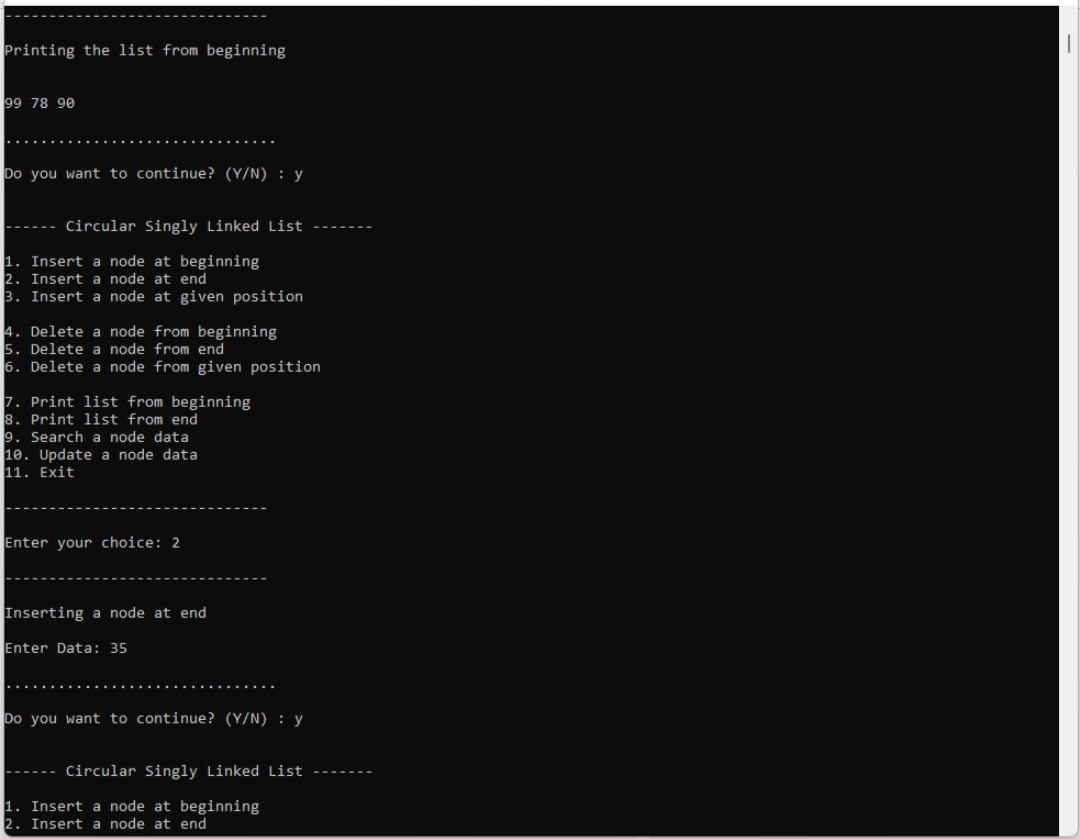 ------------------------------
Printing the list from beginning
99 78 90
...............................
Do you want to continue? (Y/N) : y
------ Circular Singly Linked List -------
1. Insert a node at beginning
2. Insert a node at end
3. Insert a node at given position
4. Delete a node from beginning
5. Delete a node from end
6. Delete a node from given position
7. Print list from beginning
8. Print list from end
9. Search a node data
10. Update a node data
11. Exit
------------------------------
Enter your choice: 2
------------------------------
Inserting a node at end
Enter Data: 35
...............................
Do you want to continue? (Y/N) : y
------ Circular Singly Linked List -------
1. Insert a node at beginning
2. Insert a node at end